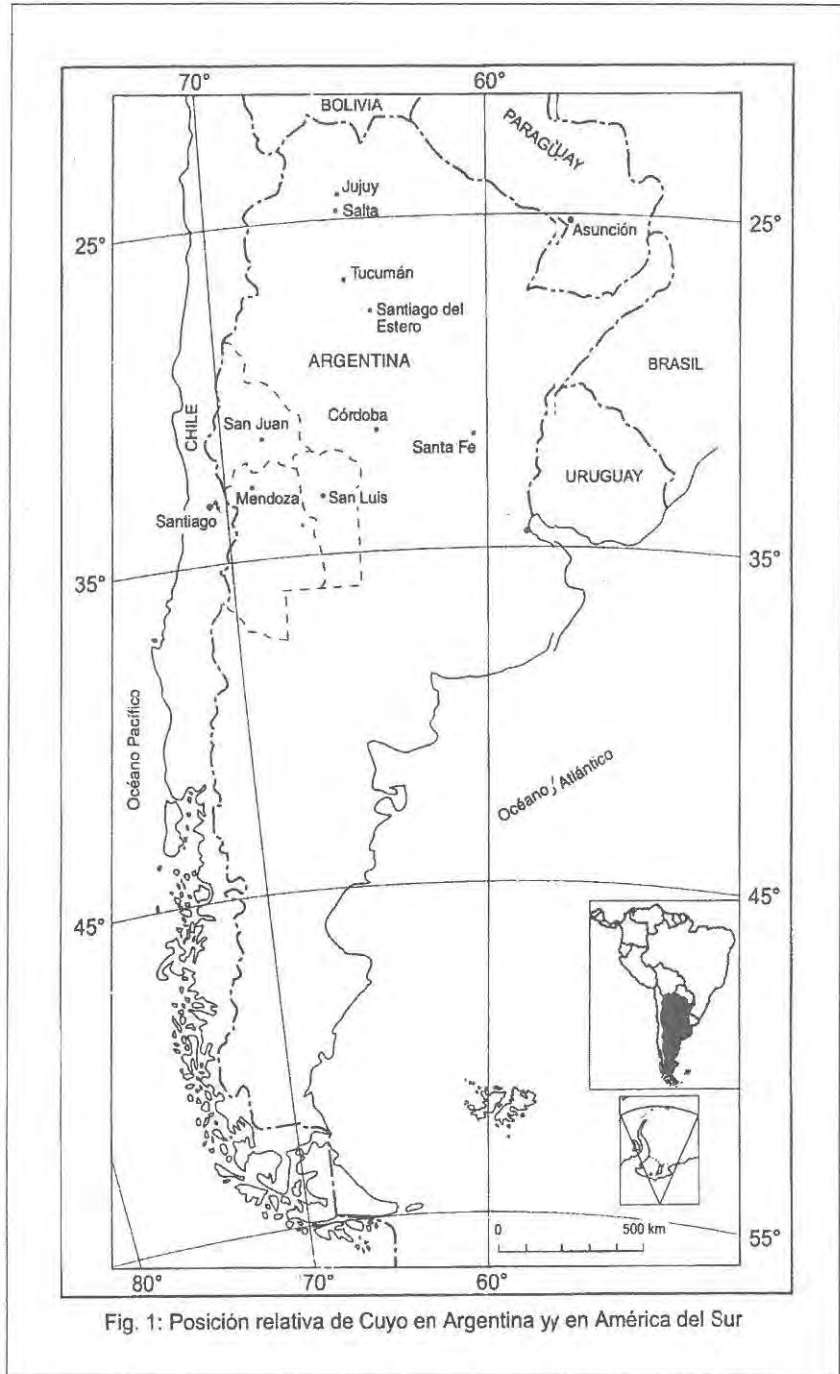 70°
60°
BOLIVIA
PARAGUAY
Jujuy
Salta
25°
Asunción
25°
Tucumán
Santiago del
Estero
ARGENTINA
BRASIL
CHILE
San Juan
Córdoba
Santa Fe
URUGUAY
Mendoza
San Luis
Santiago
35°
35°
Océano Pacífico
Océano Atlántico
45°
45°
0
500 km
55°
80°
70°
60°
Fig. 1: Posición relativa de Cuyo en Argentina yy en América del Sur